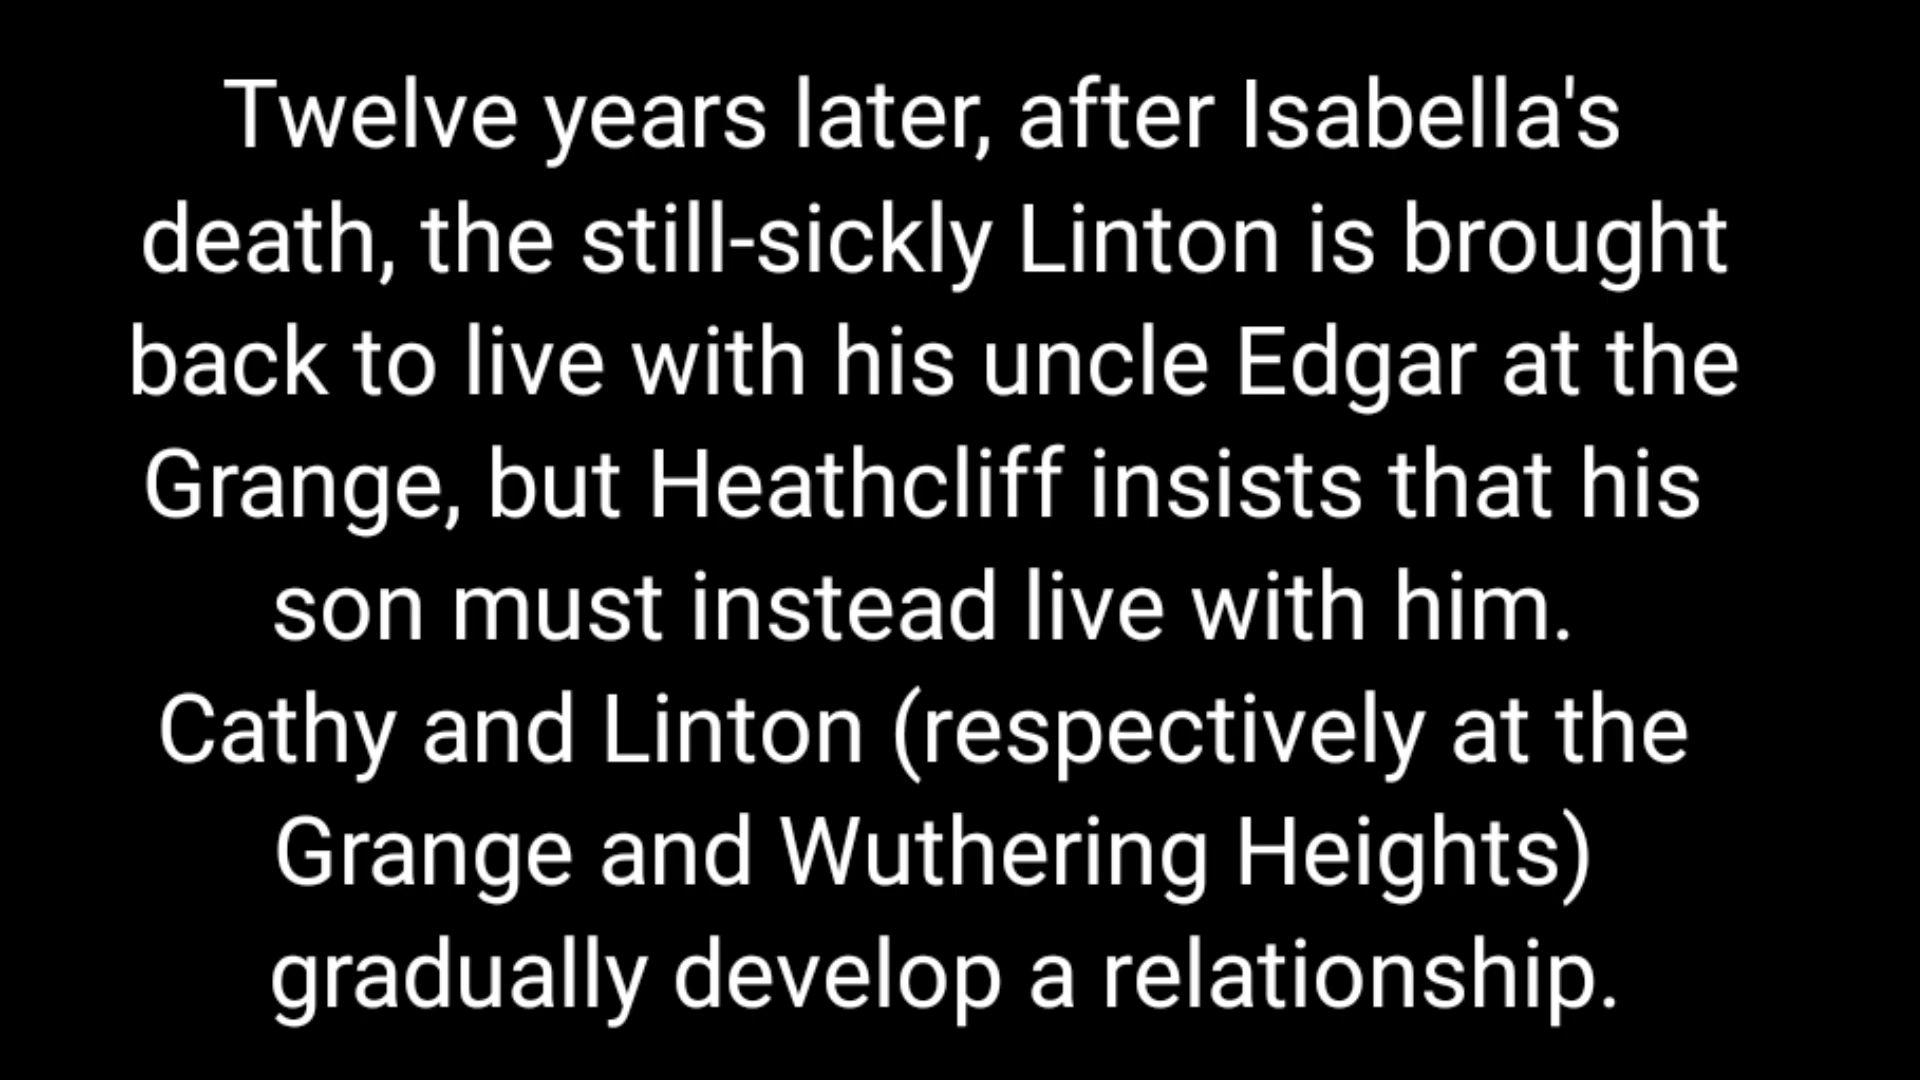 Twelve years later, after Isabella's
death, the still-sickly Linton is brought
back to live with his uncle Edgar at the
Grange, but Heathcliff insists that his
son must instead live with him.
Cathy and Linton (respectively at the
Grange and Wuthering Heights)
gradually develop a relationship.